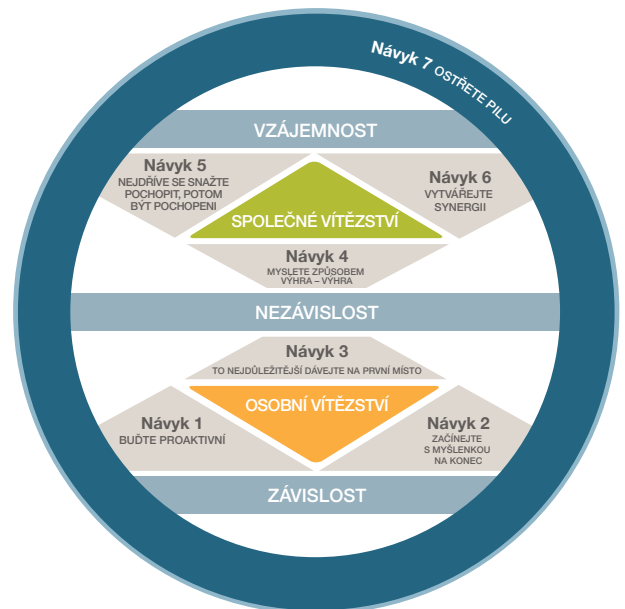 Návyk 7 OSTŘETE PILU
VZÁJEMNOST
Návyk 5
NEJDŘÍVE SE SNAŽTE
POCHOPIT, POTOM
BÝT POCHOPENI
Návyk 6
VYTVÁŘEJTE
SYNERGII
SPOLEČNÉ VÍTĚZSTVÍ
Návyk 4
MYSLETE ZPŮSOBEM
VÝHRA – VÝHRA
NEZÁVISLOST
Návyk 3
TO NEJDŮLEŽITĚJŠÍ DÁVEJTE NA PRVNÍ MÍSTO
OSOBNÍ VÍTĚZSTVÍ
Návyk 1
BUĎTE PROAKTIVNÍ
Návyk 2
ZAČÍNEJTE
S MYŠLENKOU
NA KONEC
ZÁVISLOST